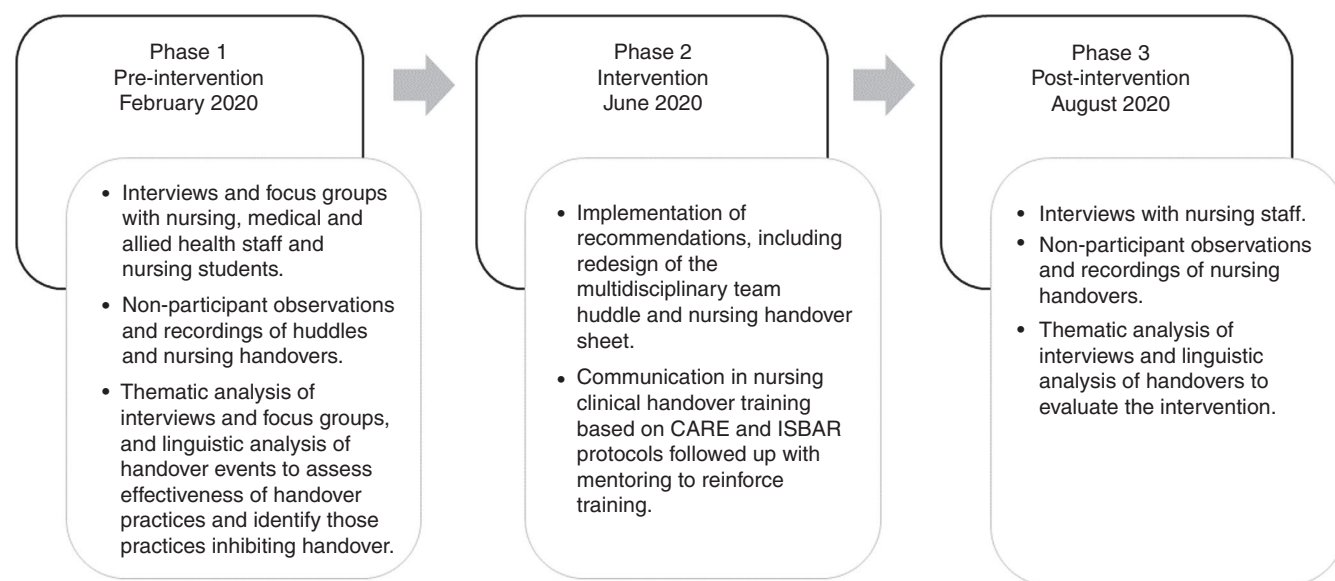 Phase 1
Pre-intervention
February 2020
• Interviews and focus groups
with nursing, medical and
allied health staff and
nursing students.
• Non-participant observations
and recordings of huddles
and nursing handovers.
• Thematic analysis of
interviews and focus groups,
and linguistic analysis of
handover events to assess
effectiveness of handover
practices and identify those
practices inhibiting handover.
Phase 2
Intervention
June 2020
• Implementation of
recommendations, including
redesign of the
multidisciplinary team
huddle and nursing handover
sheet.
• Communication in nursing
clinical handover training
based on CARE and ISBAR
protocols followed up with
mentoring to reinforce
training.
Phase 3
Post-intervention
August 2020
• Interviews with nursing staff.
• Non-participant observations
and recordings of nursing
handovers.
• Thematic analysis of
interviews and linguistic
analysis of handovers to
evaluate the intervention.